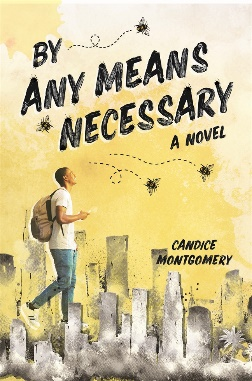 BY
ANY MEANS
NECESSARY
A NOVEL
CANDICE
MONTGOMERY